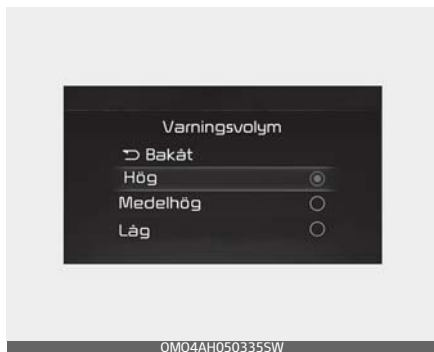 Varningsvolym
⮌ Bakåt
Hög
Medelhög
Låg
OMO4AH050335SW